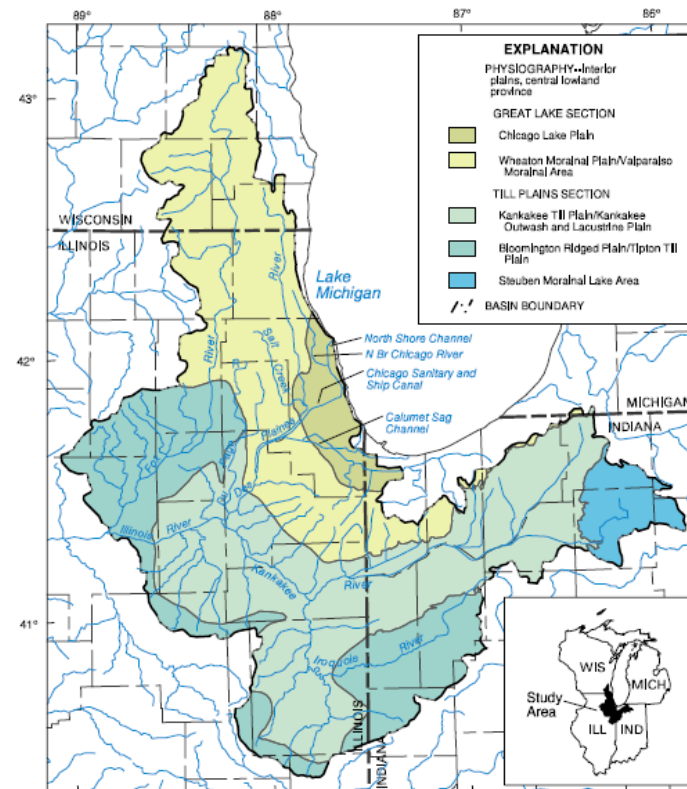 89°
88°
87°
86°
EXPLANATION
PHYSIOGRAPHY--Interior
plains, central lowland
province
GREAT LAKE SECTION
Chicago Lake Plain
Wheaton Morainal Plain/Valparaiso
Morainal Area
TILL PLAINS SECTION
Kankakee Till Plain/Kankakee
Outwash and Lacustrine Plain
Bloomington Ridged Plain/Tipton Till
Plain
Steuben Morainal Lake Area
BASIN BOUNDARY
43°
WISCONSIN
ILLINOIS
River
Lake
Michigan
River
Salt
Creek
North Shore Channel
N Br Chicago River
Chicago Sanitary and
Ship Canal
Calumet Sag
Channel
42°
MICHIGAN
INDIANA
Plaines
Des
Illinois River
Kankakee
River
41°
Iroquois
River
ILLINOIS
INDIANA
WIS
MICH
Study
Area
ILL
IND